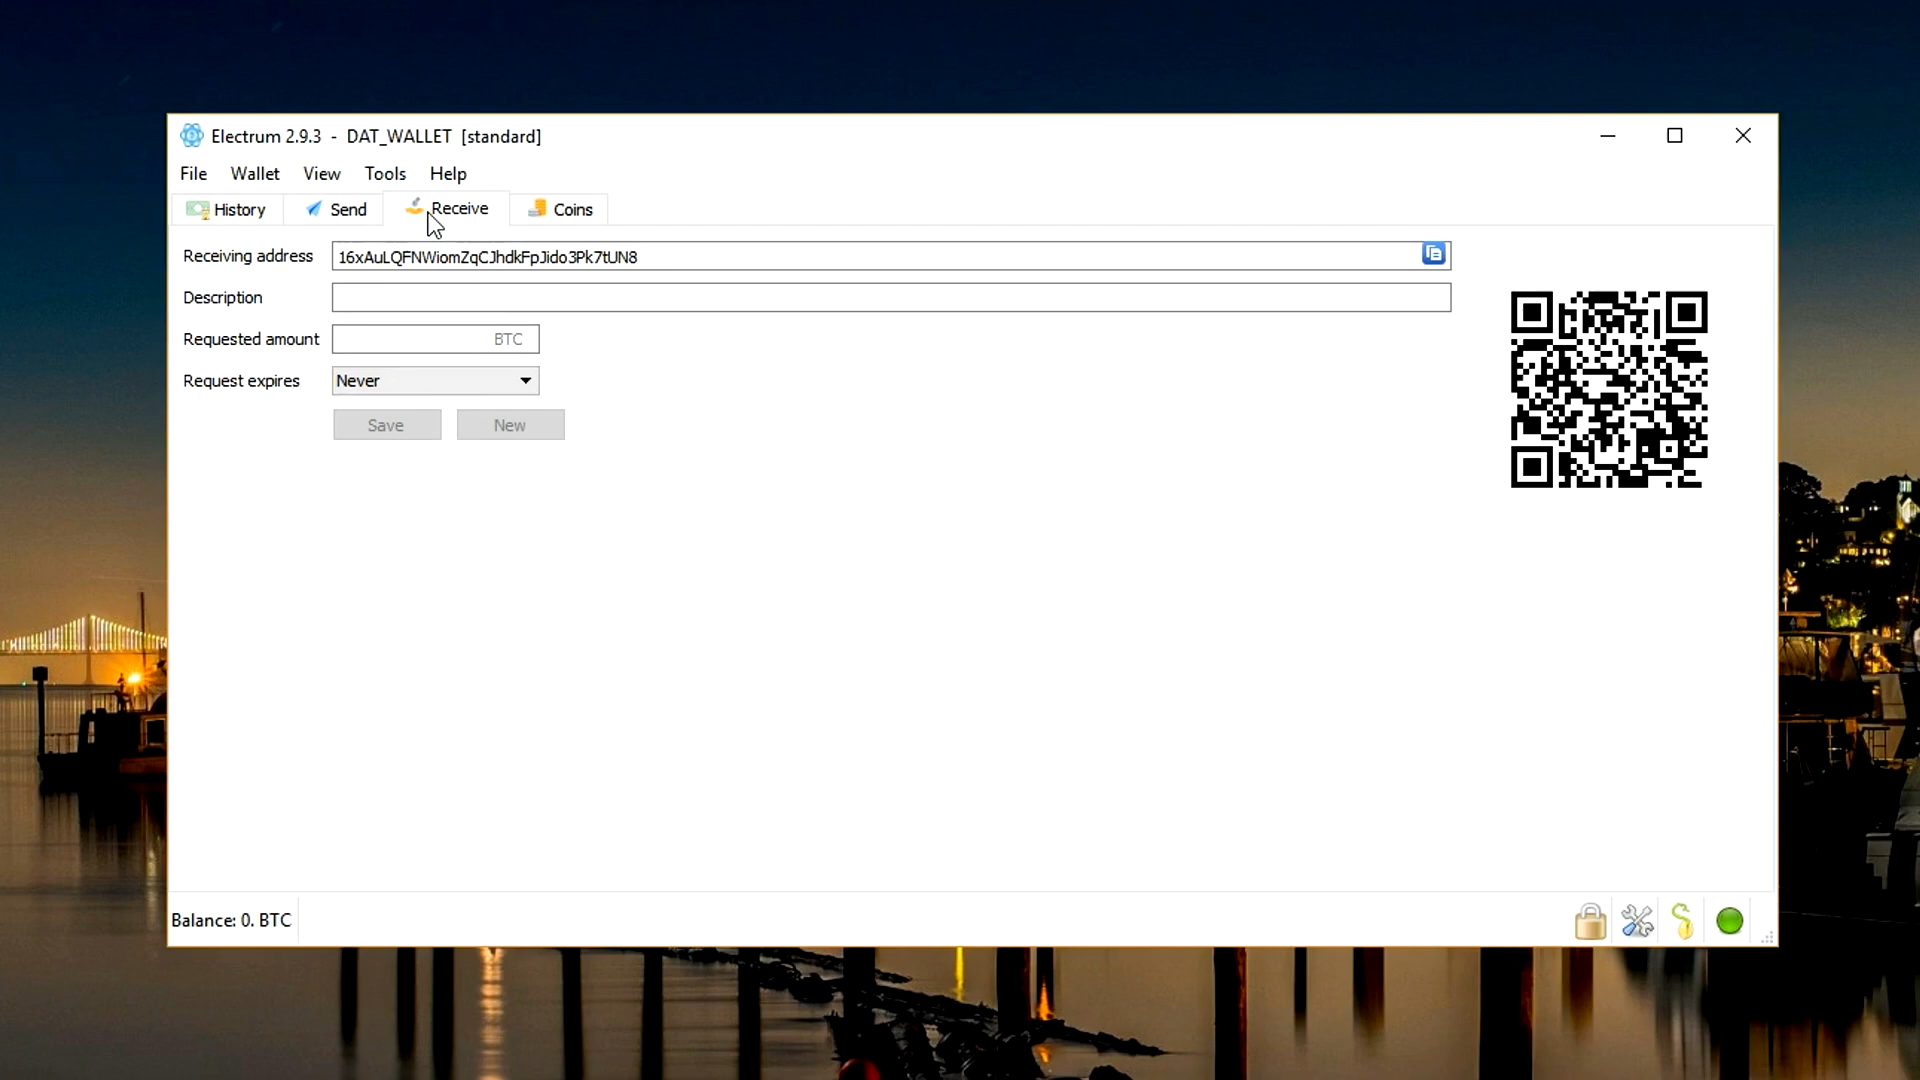 Electrum 2.9.3 - DAT_WALLET [standard]
File Wallet View Tools Help
History Send Receive Coins
Receiving address 16xAuLQFNWiomZqCJhdkFpJido3Pk7tUN8
Description
Requested amount BTC
Request expires Never
Save New
Balance: 0. BTC